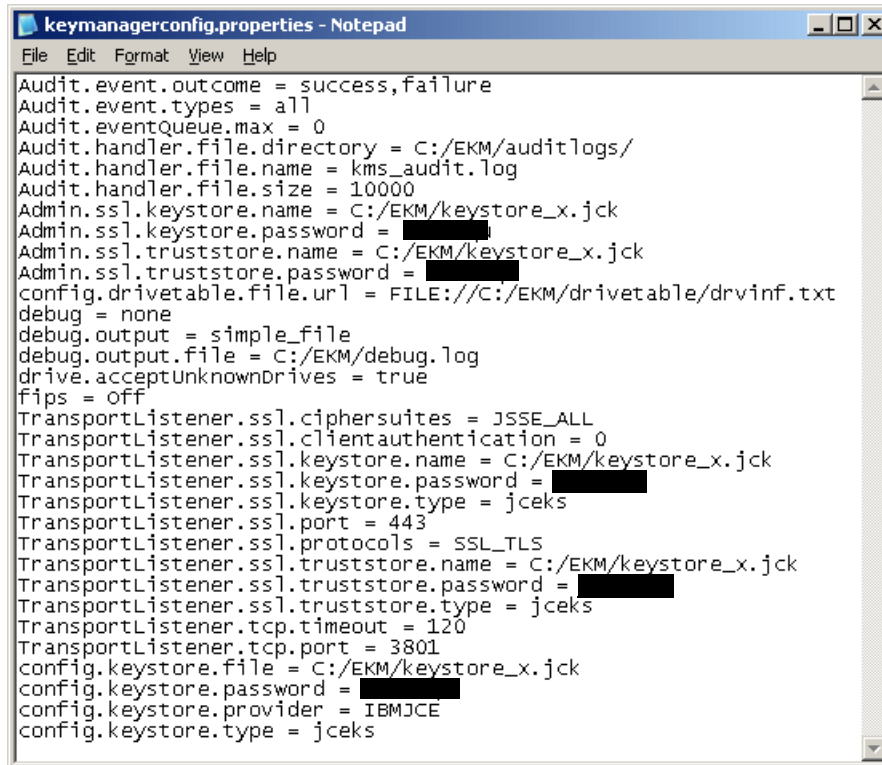 keymanagerconfig.properties - Notepad
File Edit Format View Help
Audit.event.outcome = success,failure
Audit.event.types = all
Audit.eventQueue.max = 0
Audit.handler.file.directory = C:/EKM/auditlogs/
Audit.handler.file.name = kms_audit.log
Audit.handler.file.size = 10000
Admin.ssl.keystore.name = C:/EKM/keystore_x.jck
Admin.ssl.keystore.password =
Admin.ssl.truststore.name = C:/EKM/keystore_x.jck
Admin.ssl.truststore.password =
config.drivetable.file.url = FILE://C:/EKM/drivetable/drvinf.txt
debug = none
debug.output = simple_file
debug.output.file = C:/EKM/debug.log
drive.acceptUnknownDrives = true
fips = Off
TransportListener.ssl.ciphersuites = JSSE_ALL
TransportListener.ssl.clientauthentication = 0
TransportListener.ssl.keystore.name = C:/EKM/keystore_x.jck
TransportListener.ssl.keystore.password =
TransportListener.ssl.keystore.type = jceks
TransportListener.ssl.port = 443
TransportListener.ssl.protocols = SSL_TLS
TransportListener.ssl.truststore.name = C:/EKM/keystore_x.jck
TransportListener.ssl.truststore.password =
TransportListener.ssl.truststore.type = jceks
TransportListener.tcp.timeout = 120
TransportListener.tcp.port = 3801
config.keystore.file = C:/EKM/keystore_x.jck
config.keystore.password =
config.keystore.provider = IBMJCE
config.keystore.type = jceks